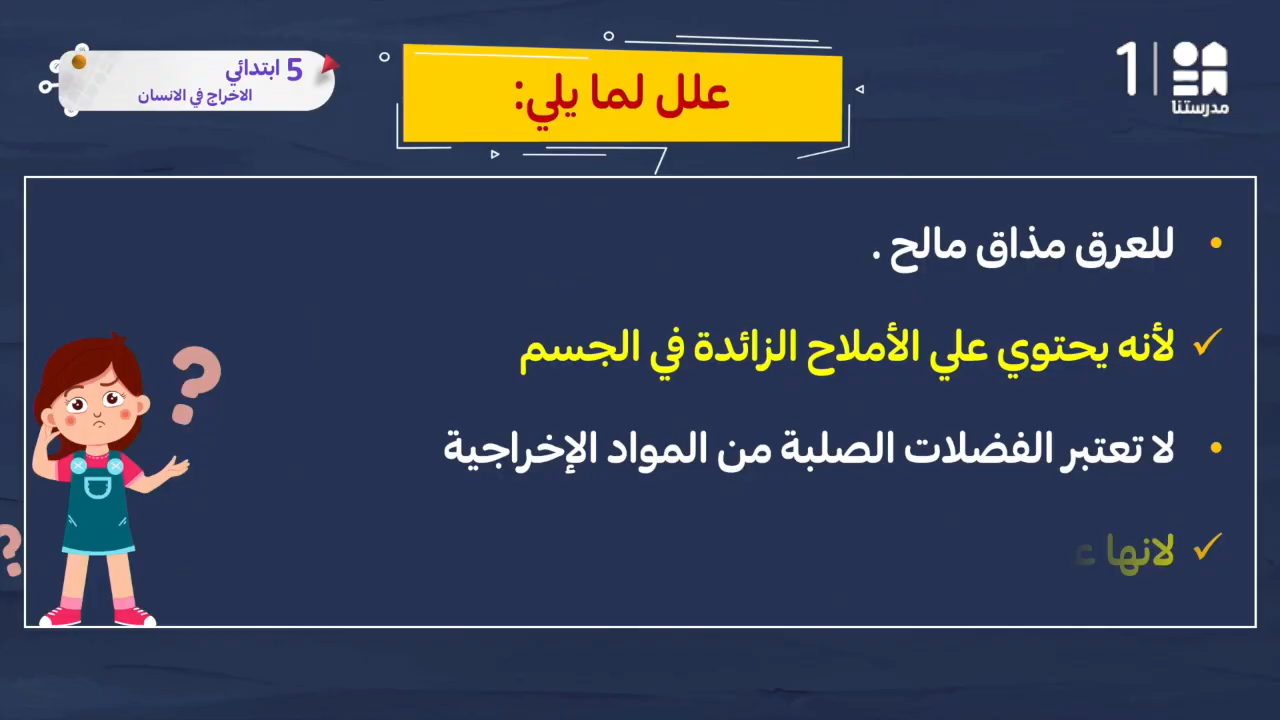 علل لما يلي:
5 ابتدائي
الاخراج في الانسان
1
مدرستنا
للعرق مذاق مالح .
لأنه يحتوي علي الأملاح الزائدة في الجسم
لا تعتبر الفضلات الصلبة من المواد الإخراجية
لانها